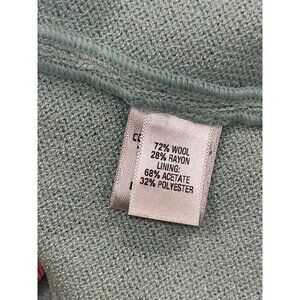 72% WOOL
28% RAYON
LINING:
68% ACETATE
32% POLYESTER